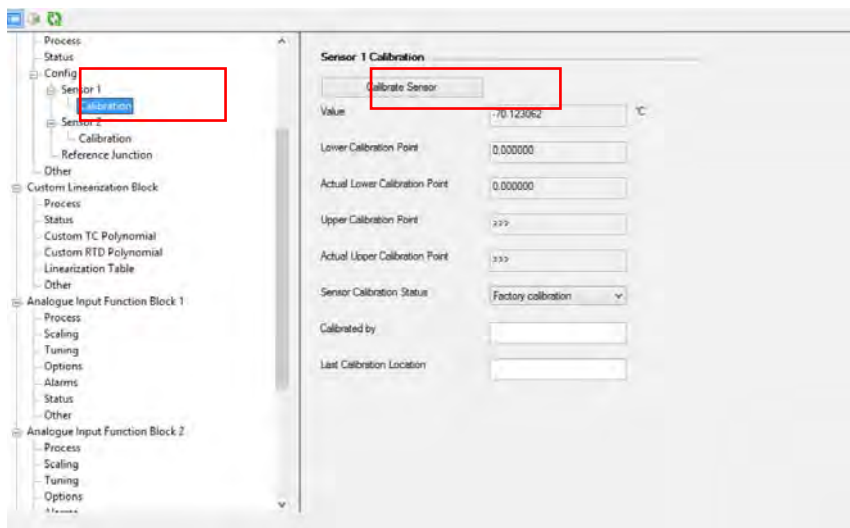 Process
Status
Config
Sensor 1
Calibration
Sensor 2
Calibration
Reference Junction
Other
Custom Linearization Block
Process
Status
Custom TC Polynomial
Custom RTD Polynomial
Linearization Table
Other
Analogue Input Function Block 1
Process
Scaling
Tuning
Options
Alarms
Status
Other
Analogue Input Function Block 2
Process
Scaling
Tuning
Options
Alarms
Sensor 1 Calibration
Calibrate Sensor
Value -70.123062 °C
Lower Calibration Point 0.000000
Actual Lower Calibration Point 0.000000
Upper Calibration Point >>>
Actual Upper Calibration Point >>>
Sensor Calibration Status Factory calibration
Calibrated by
Last Calibration Location